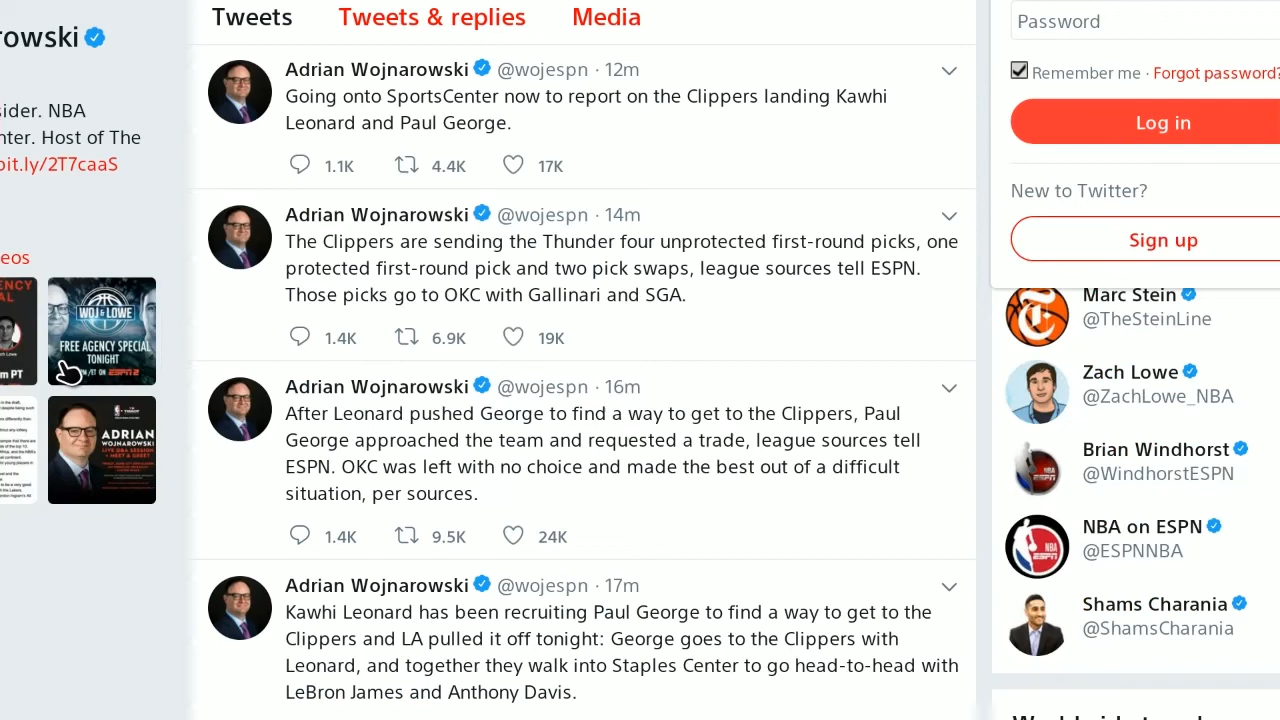 rowski
sider. NBA
nter. Host of The
bit.ly/2T7caaS
eos
WOJ & LOWE
FREE AGENCY SPECIAL
TONIGHT
ESPN 2
m PT
ADRIAN
WOJNAROWSKI
LIVE Q&A SESSION
+ MEET & GREET
Tweets Tweets & replies Media
Adrian Wojnarowski @wojespn · 12m
Going onto SportsCenter now to report on the Clippers landing Kawhi
Leonard and Paul George.
1.1K 4.4K 17K
Adrian Wojnarowski @wojespn · 14m
The Clippers are sending the Thunder four unprotected first-round picks, one
protected first-round pick and two pick swaps, league sources tell ESPN.
Those picks go to OKC with Gallinari and SGA.
1.4K 6.9K 19K
Adrian Wojnarowski @wojespn · 16m
After Leonard pushed George to find a way to get to the Clippers, Paul
George approached the team and requested a trade, league sources tell
ESPN. OKC was left with no choice and made the best out of a difficult
situation, per sources.
1.4K 9.5K 24K
Adrian Wojnarowski @wojespn · 17m
Kawhi Leonard has been recruiting Paul George to find a way to get to the
Clippers and LA pulled it off tonight: George goes to the Clippers with
Leonard, and together they walk into Staples Center to go head-to-head with
LeBron James and Anthony Davis.
Password
Remember me · Forgot password?
Log in
New to Twitter?
Sign up
Marc Stein
@TheSteinLine
Zach Lowe
@ZachLowe_NBA
Brian Windhorst
@WindhorstESPN
NBA on ESPN
@ESPNNBA
Shams Charania
@ShamsCharania